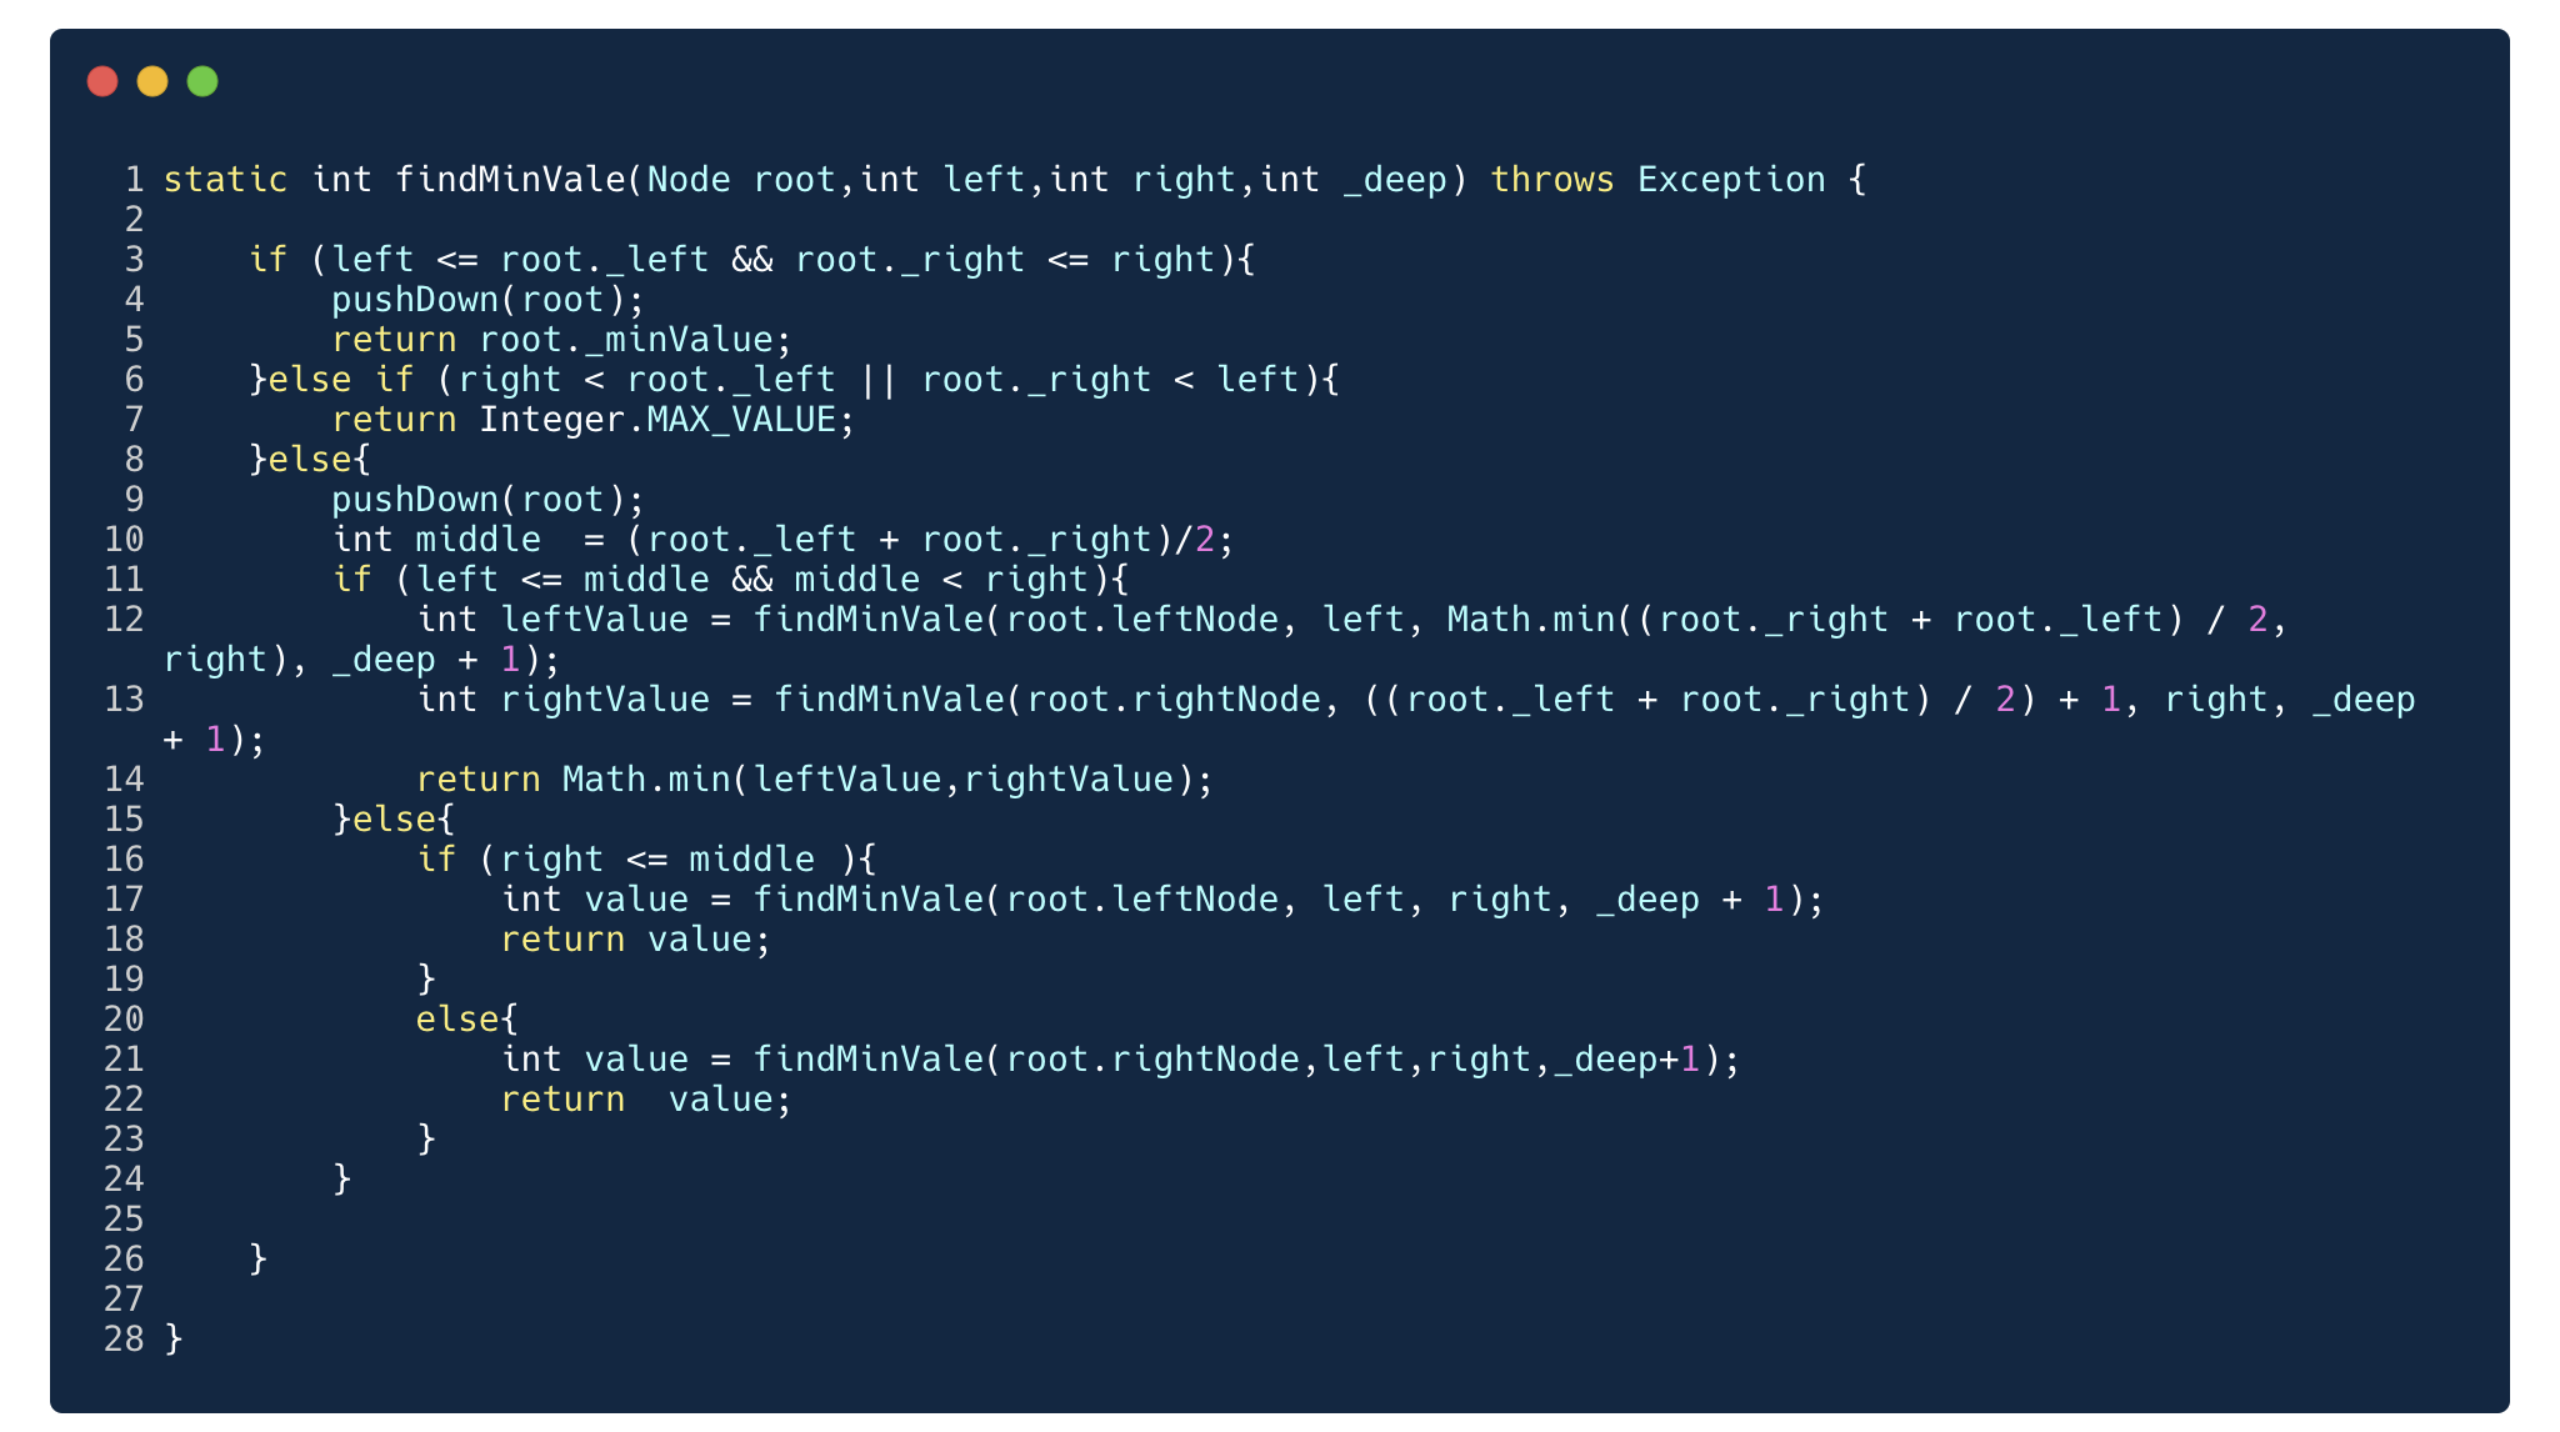 1 static int findMinVale(Node root,int left,int right,int _deep) throws Exception {
2
3     if (left <= root._left && root._right <= right){
4         pushDown(root);
5         return root._minValue;
6     }else if (right < root._left || root._right < left){
7         return Integer.MAX_VALUE;
8     }else{
9         pushDown(root);
10         int middle  = (root._left + root._right)/2;
11         if (left <= middle && middle < right){
12             int leftValue = findMinVale(root.leftNode, left, Math.min((root._right + root._left) / 2,
right), _deep + 1);
13             int rightValue = findMinVale(root.rightNode, ((root._left + root._right) / 2) + 1, right, _deep
+ 1);
14             return Math.min(leftValue,rightValue);
15         }else{
16             if (right <= middle ){
17                 int value = findMinVale(root.leftNode, left, right, _deep + 1);
18                 return value;
19             }
20             else{
21                 int value = findMinVale(root.rightNode,left,right,_deep+1);
22                 return  value;
23             }
24         }
25
26     }
27
28 }